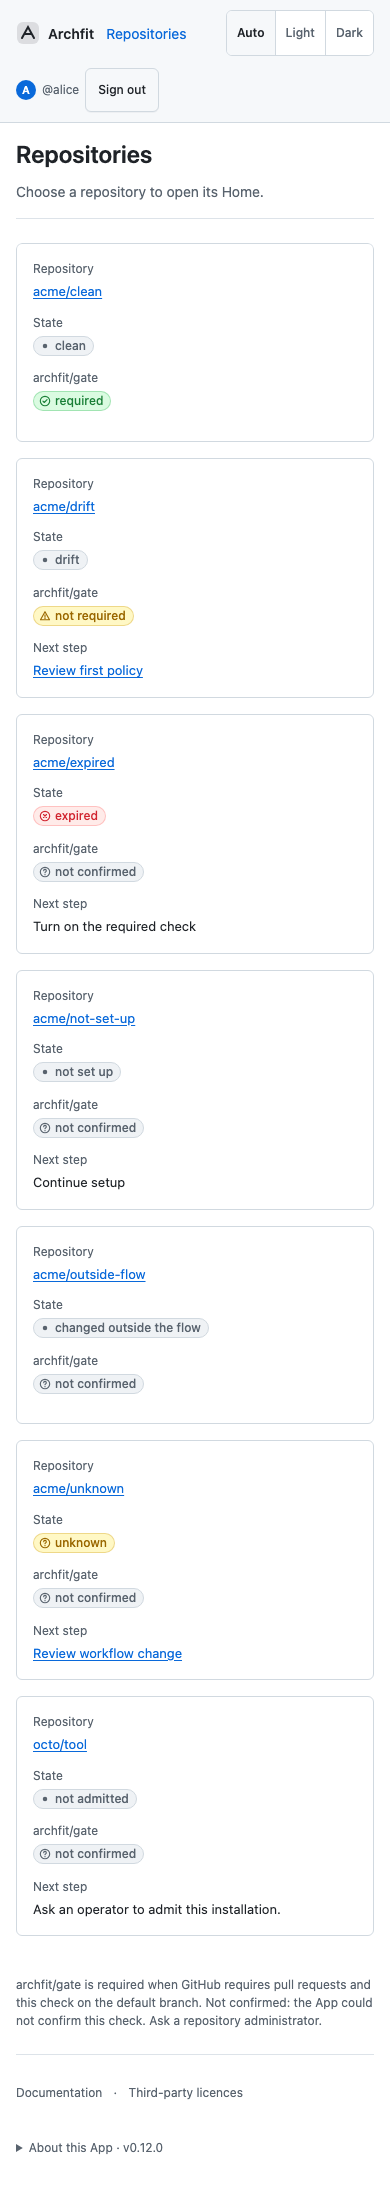 Archfit Repositories Auto Light Dark
A @alice Sign out
Repositories
Choose a repository to open its Home.
Repository
acme/clean
State
clean
archfit/gate
required
Repository
acme/drift
State
drift
archfit/gate
not required
Next step
Review first policy
Repository
acme/expired
State
expired
archfit/gate
not confirmed
Next step
Turn on the required check
Repository
acme/not-set-up
State
not set up
archfit/gate
not confirmed
Next step
Continue setup
Repository
acme/outside-flow
State
changed outside the flow
archfit/gate
not confirmed
Repository
acme/unknown
State
unknown
archfit/gate
not confirmed
Next step
Review workflow change
Repository
octo/tool
State
not admitted
archfit/gate
not confirmed
Next step
Ask an operator to admit this installation.
archfit/gate is required when GitHub requires pull requests and
this check on the default branch. Not confirmed: the App could
not confirm this check. Ask a repository administrator.
Documentation · Third-party licences
About this App · v0.12.0